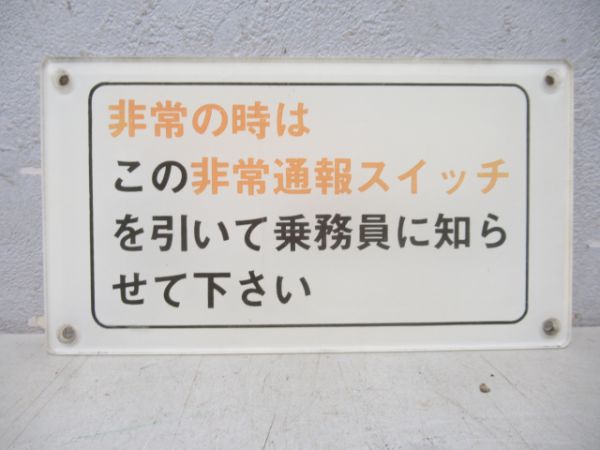 非常の時は
この非常通報スイッチ
を引いて乗務員に知ら
せて下さい